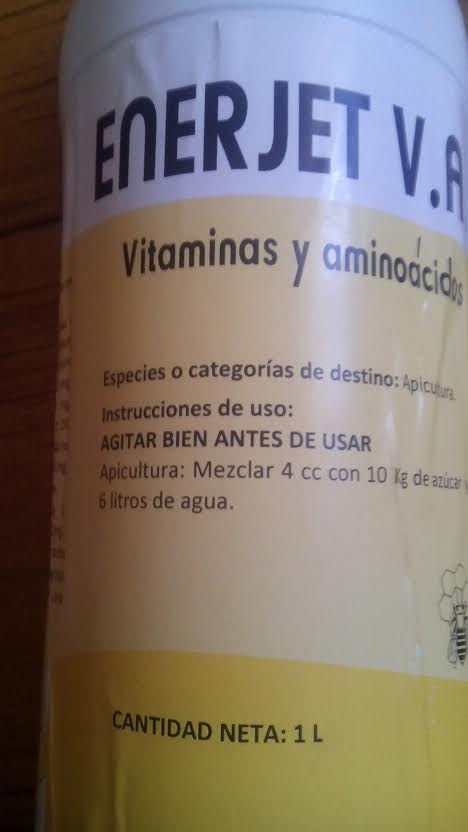 ENERJET V.A
Vitaminas y aminoácidos
Especies o categorías de destino: Apicultura.
Instrucciones de uso:
AGITAR BIEN ANTES DE USAR
Apicultura: Mezclar 4 cc con 10 Kg de azúcar y
6 litros de agua.
CANTIDAD NETA: 1 L